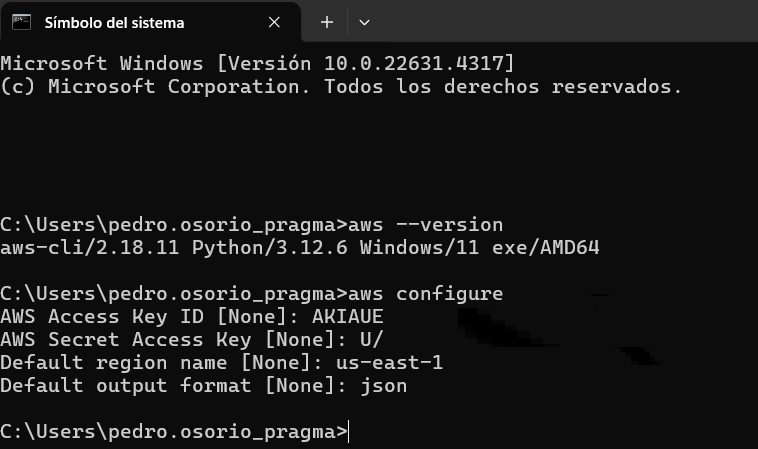 Símbolo del sistema
Microsoft Windows [Versión 10.0.22631.4317]
(c) Microsoft Corporation. Todos los derechos reservados.
C:\Users\pedro.osorio_pragma>aws --version
aws-cli/2.18.11 Python/3.12.6 Windows/11 exe/AMD64
C:\Users\pedro.osorio_pragma>aws configure
AWS Access Key ID [None]: AKIAUE
AWS Secret Access Key [None]: U/
Default region name [None]: us-east-1
Default output format [None]: json
C:\Users\pedro.osorio_pragma>